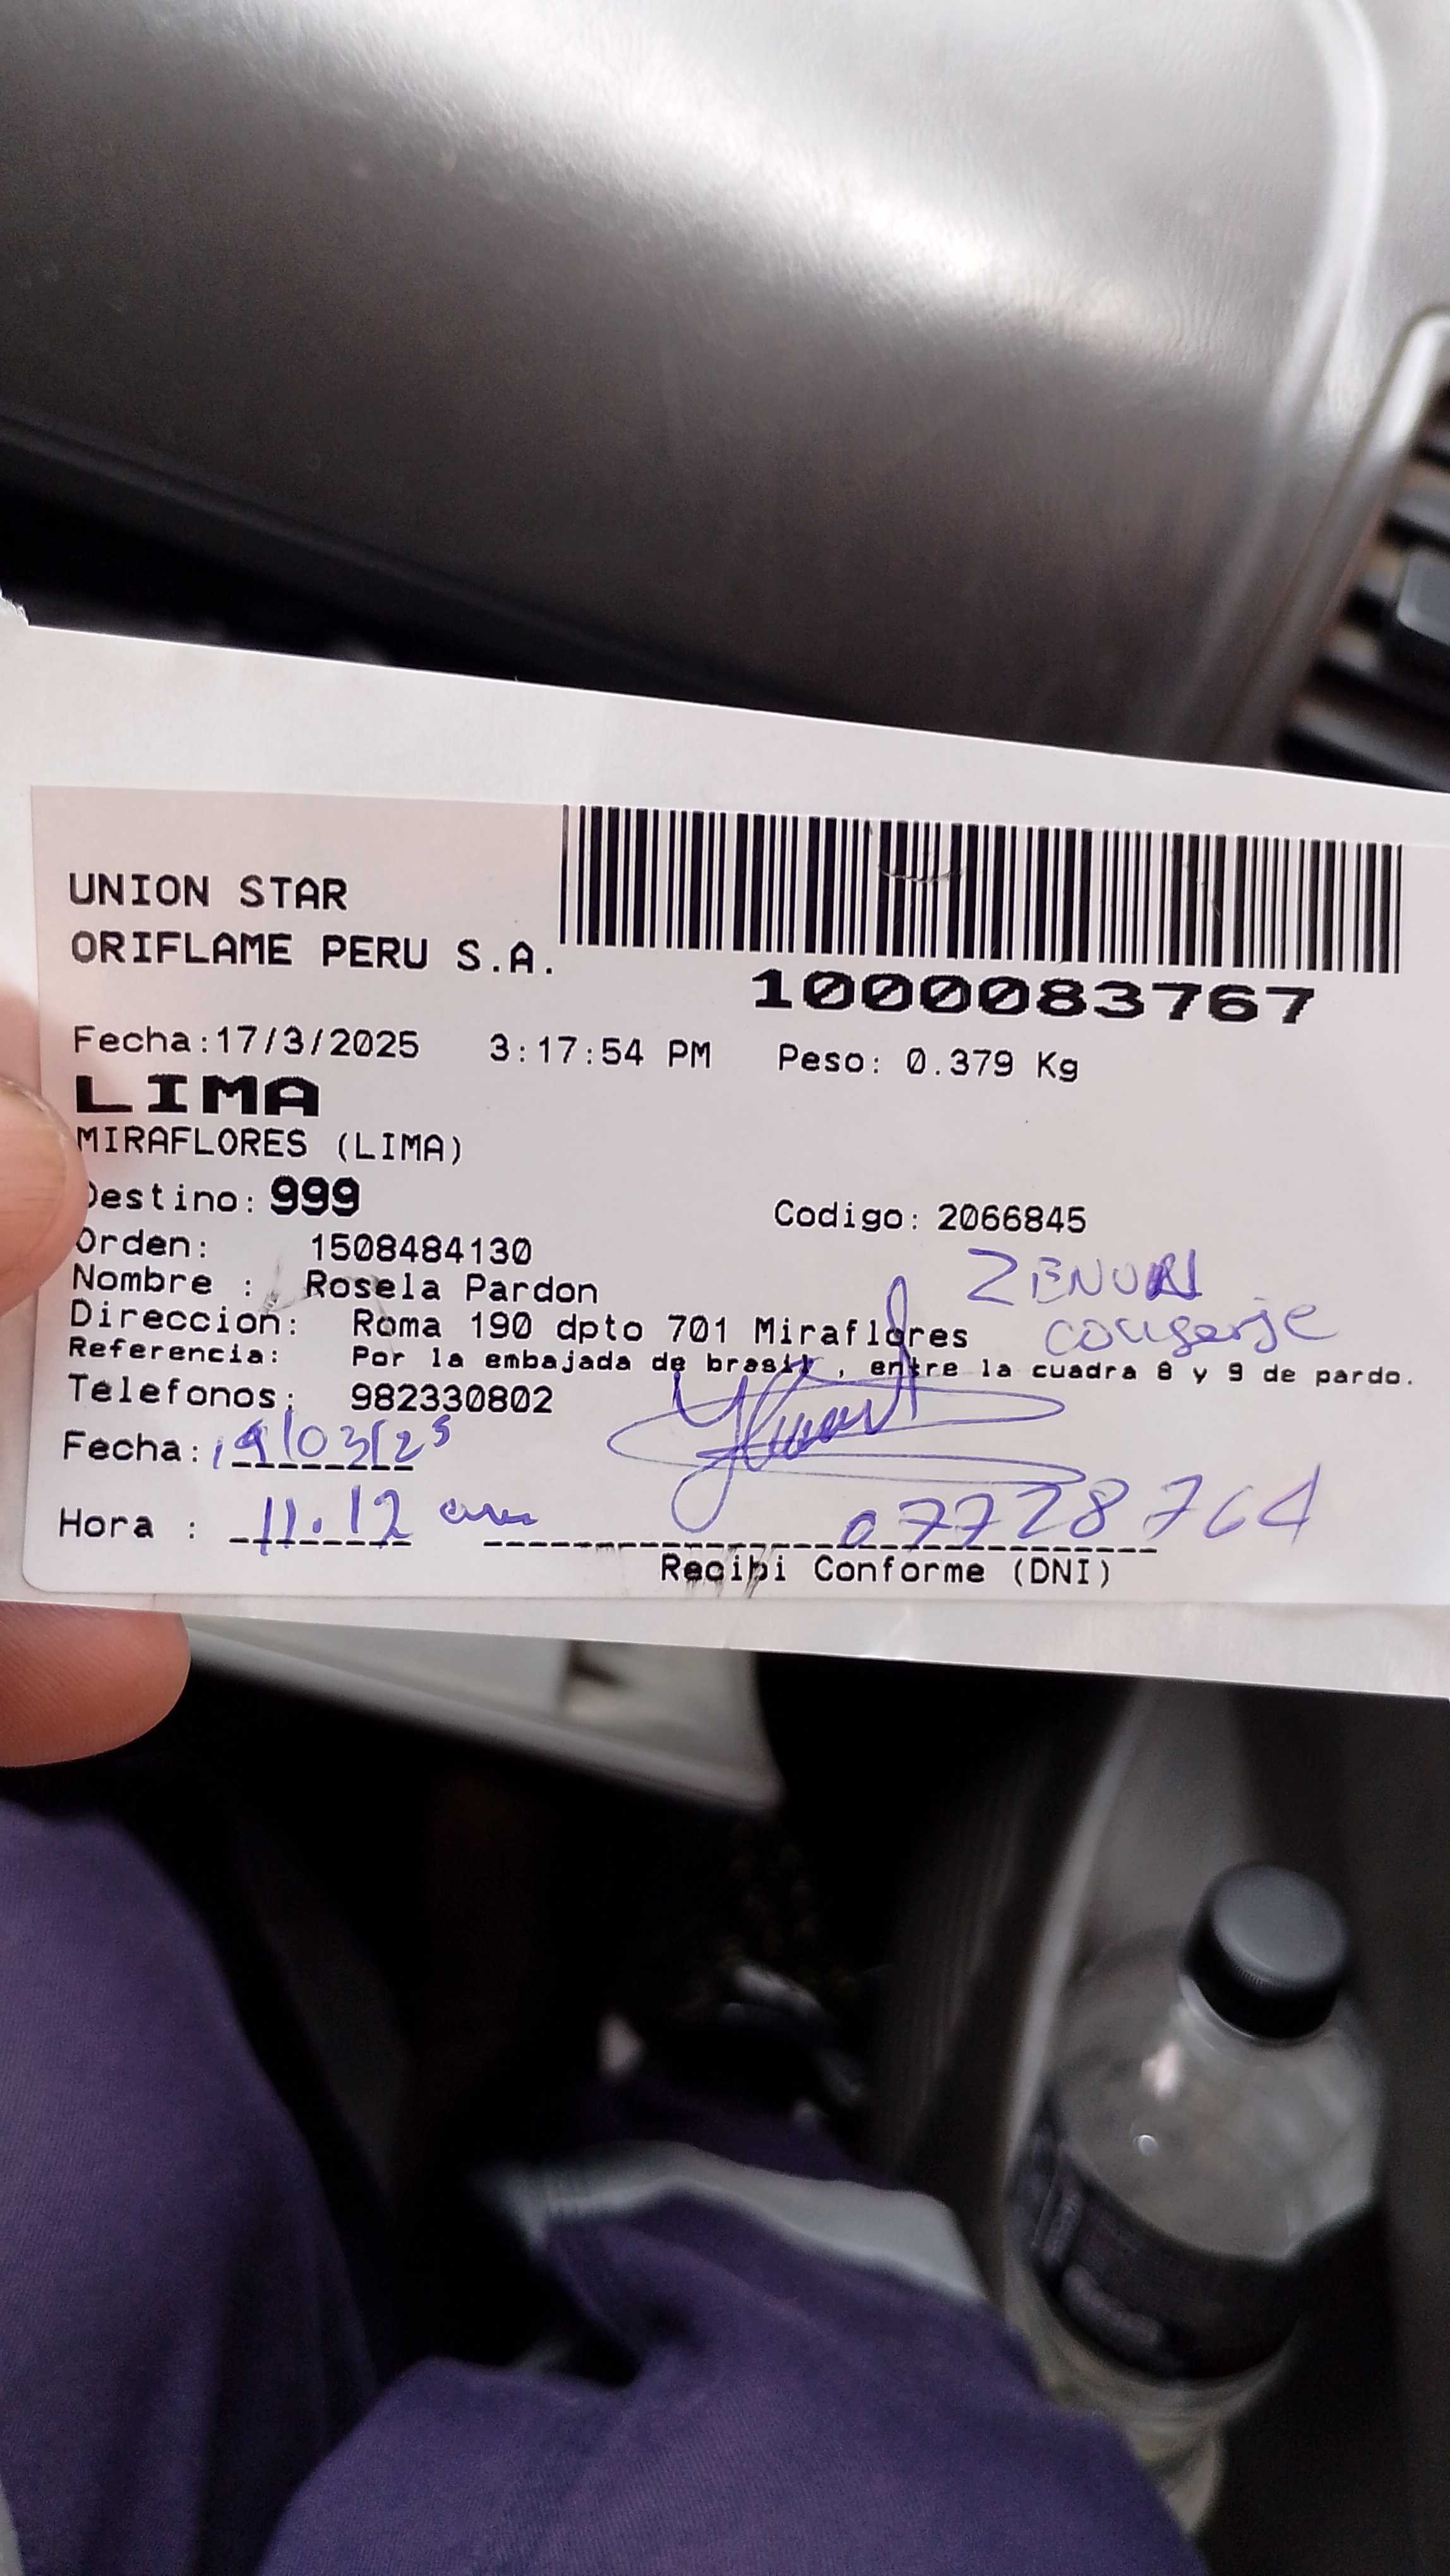 UNION STAR
ORIFLAME PERU S.A.
1000083767
Fecha:17/3/2025 3:17:54 PM Peso: 0.379 Kg
LIMA
MIRAFLORES (LIMA)
Destino: 999 Codigo: 2066845
Orden: 1508484130
Nombre : Rosela Pardon
Direccion: Roma 190 dpto 701 Miraflores
conserje
Referencia: Por la embajada de brasil , entre la cuadra 8 y 9 de pardo.
Telefonos: 982330802
Fecha: 19/03/25
Hora : 11.12 am 07728764
Recibi Conforme (DNI)